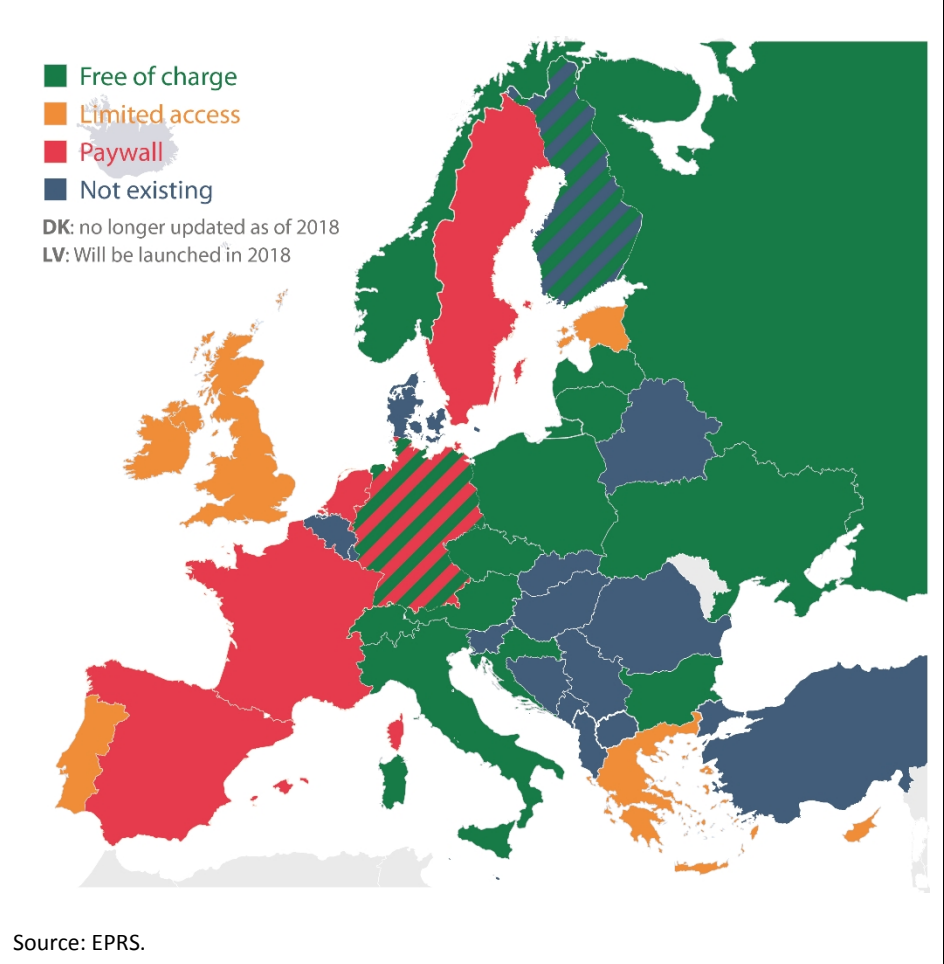 Free of charge
Limited access
Paywall
Not existing
DK: no longer updated as of 2018
LV: Will be launched in 2018
Source: EPRS.